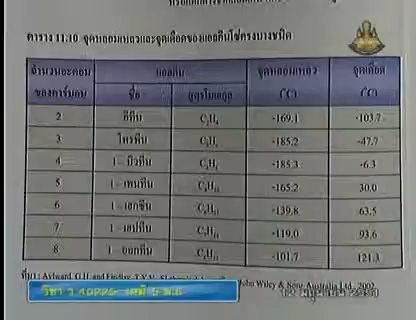 ตาราง 11.10 จุดหลอมเหลวและจุดเดือดของแอลคีนโซ่ตรงบางชนิด
จำนวนอะตอมของคาร์บอน แอลคีน จุดหลอมเหลว (°C) จุดเดือด (°C)
ชื่อ สูตรโมเลกุล
2 อีทีน C₂H₄ -169.1 -103.7
3 โพรพีน C₃H₆ -185.2 -47.7
4 1 – บิวทีน C₄H₈ -185.3 -6.3
5 1 – เพนทีน C₅H₁₀ -165.2 30.0
6 1 – เฮกซีน C₆H₁₂ -139.8 63.5
7 1 – เฮปทีน C₇H₁₄ -119.0 93.6
8 1 – ออกทีน C₈H₁₆ -101.7 121.3
ที่มา : Aylward, G.H. and Findlay, T.V.N. John Wiley & Sons Australia Ltd., 2002